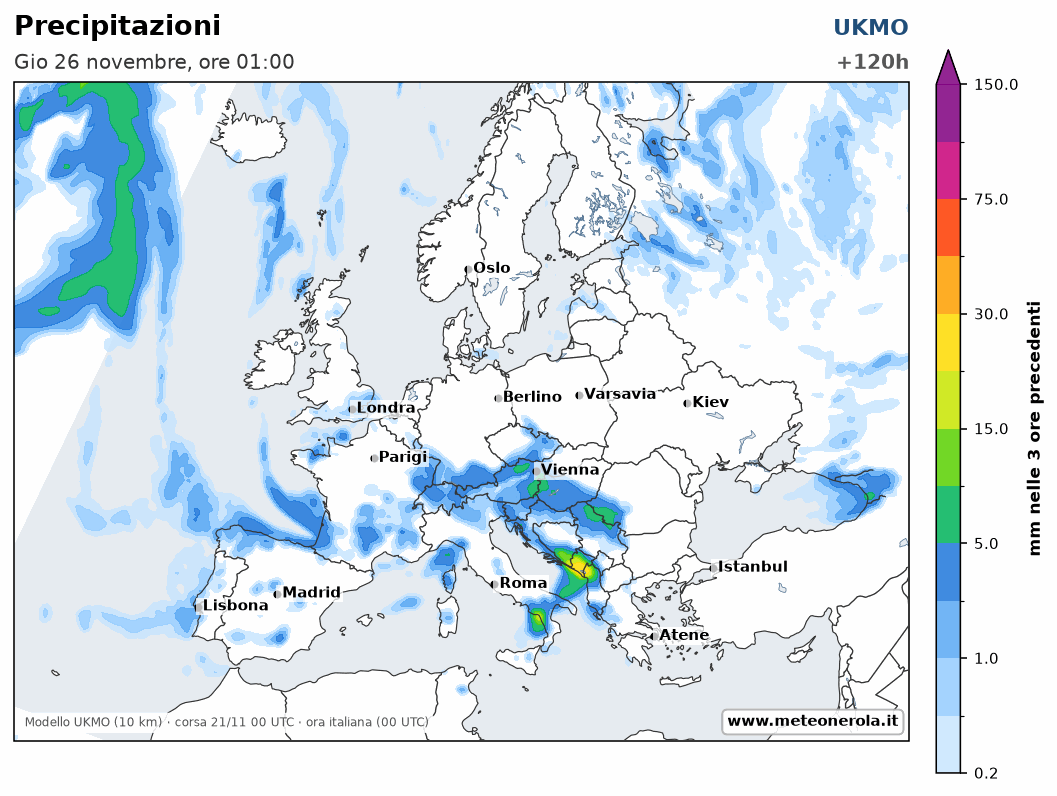 Precipitazioni
UKMO
Gio 26 novembre, ore 01:00
+120h
150.0
75.0
30.0
15.0
5.0
1.0
0.2
mm nelle 3 ore precedenti
Oslo
Berlino
Varsavia
Kiev
Londra
Parigi
Vienna
Istanbul
Roma
Madrid
Lisbona
Atene
Modello UKMO (10 km) · corsa 21/11 00 UTC · ora italiana (00 UTC)
www.meteonerola.it